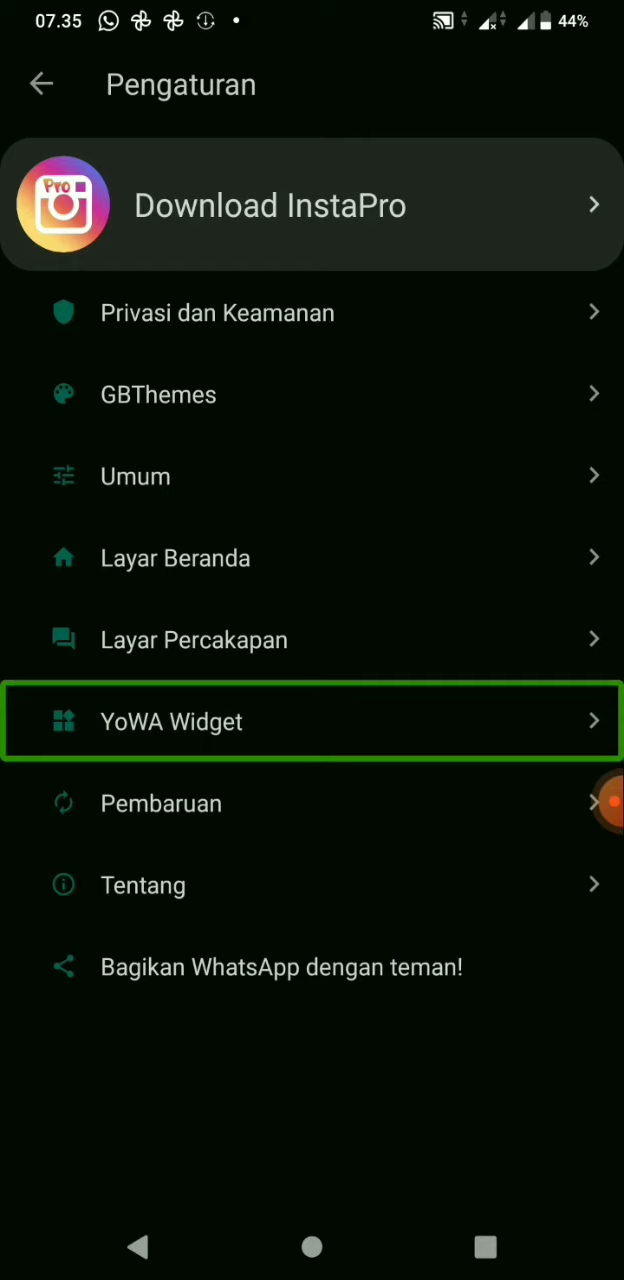 07.35
44%
Pengaturan
Pro
Download InstaPro
Privasi dan Keamanan
GBThemes
Umum
Layar Beranda
Layar Percakapan
YoWA Widget
Pembaruan
Tentang
Bagikan WhatsApp dengan teman!